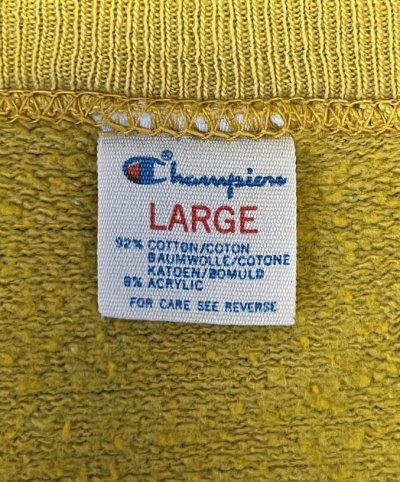 Champion
LARGE
92% COTTON/COTON
BAUMWOLLE/COTONE
KATOEN/BOMULD
8% ACRYLIC
FOR CARE SEE REVERSE